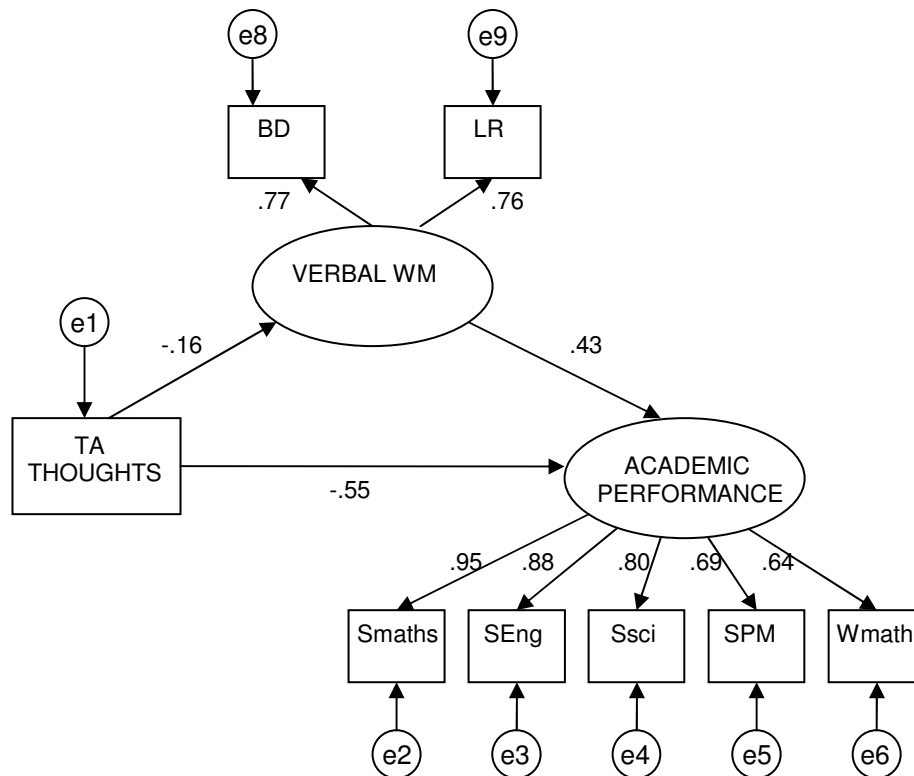 e8
e9
BD
LR
.77
.76
VERBAL WM
e1
-.16
.43
TA
THOUGHTS
-.55
ACADEMIC
PERFORMANCE
.95
.88
.80
.69
.64
Smaths
SEng
Ssci
SPM
Wmath
e2
e3
e4
e5
e6